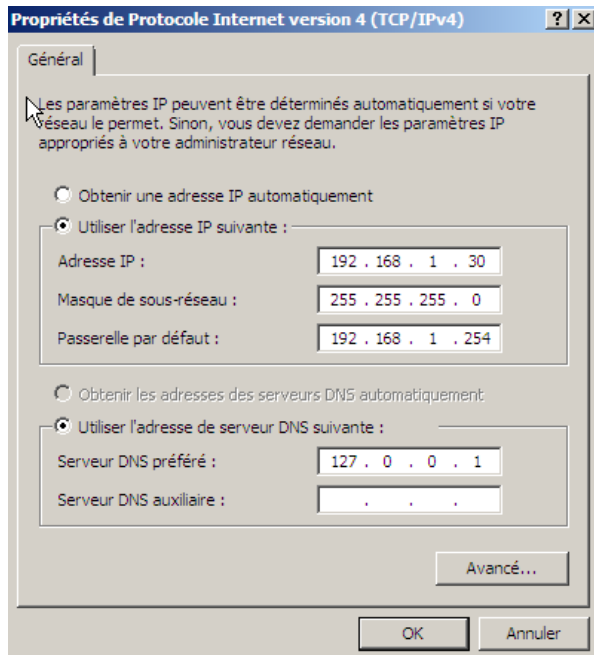 Propriétés de Protocole Internet version 4 (TCP/IPv4) ? X
Général
Les paramètres IP peuvent être déterminés automatiquement si votre
réseau le permet. Sinon, vous devez demander les paramètres IP
appropriés à votre administrateur réseau.
Obtenir une adresse IP automatiquement
Utiliser l'adresse IP suivante :
Adresse IP : 192 . 168 . 1 . 30
Masque de sous-réseau : 255 . 255 . 255 . 0
Passerelle par défaut : 192 . 168 . 1 . 254
Obtenir les adresses des serveurs DNS automatiquement
Utiliser l'adresse de serveur DNS suivante :
Serveur DNS préféré : 127 . 0 . 0 . 1
Serveur DNS auxiliaire : . . .
Avancé...
OK Annuler